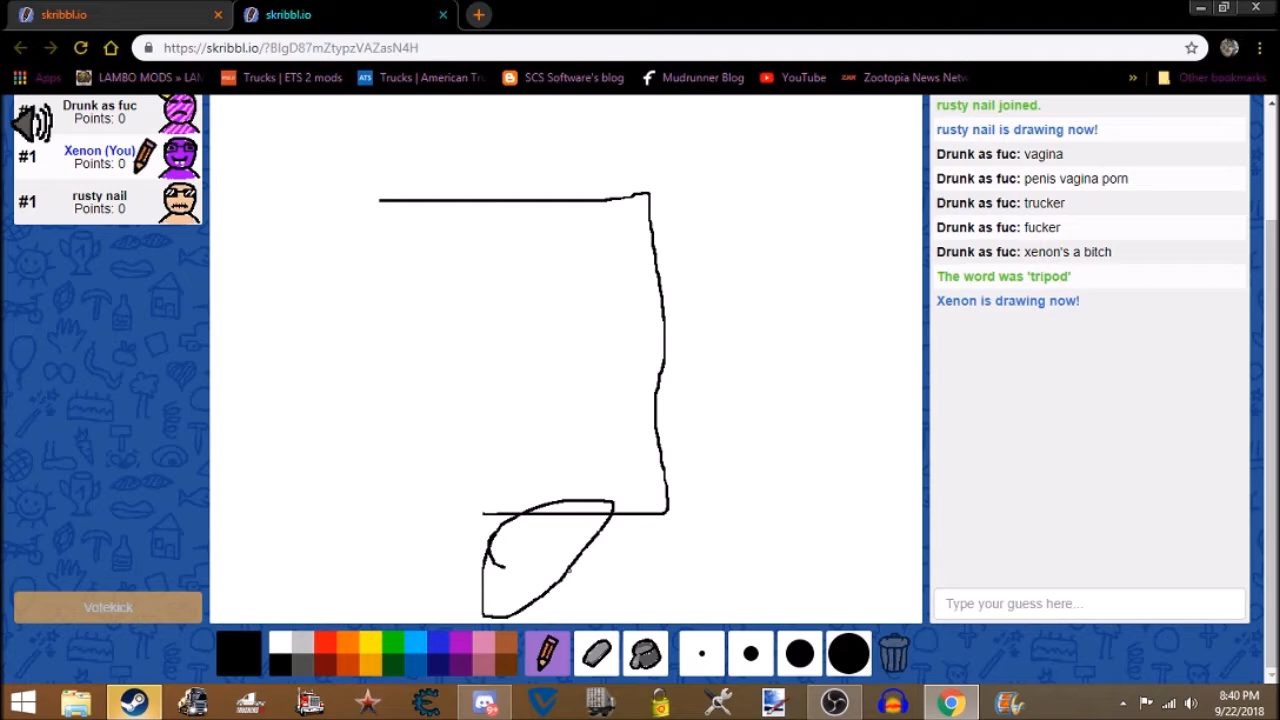 skribbl.io × skribbl.io × +
https://skribbl.io/?BIgD87mZtypzVAZasN4H
Apps LAMBO MODS » LAM Trucks | ETS 2 mods Trucks | American Tru SCS Software's blog Mudrunner Blog YouTube Zootopia News Netw » Other bookmarks
Drunk as fuc
Points: 0
#1 Xenon (You)
Points: 0
#1 rusty nail
Points: 0
Votekick
rusty nail joined.
rusty nail is drawing now!
Drunk as fuc: vagina
Drunk as fuc: penis vagina porn
Drunk as fuc: trucker
Drunk as fuc: fucker
Drunk as fuc: xenon's a bitch
The word was 'tripod'
Xenon is drawing now!
Type your guess here...
8:40 PM
9/22/2018